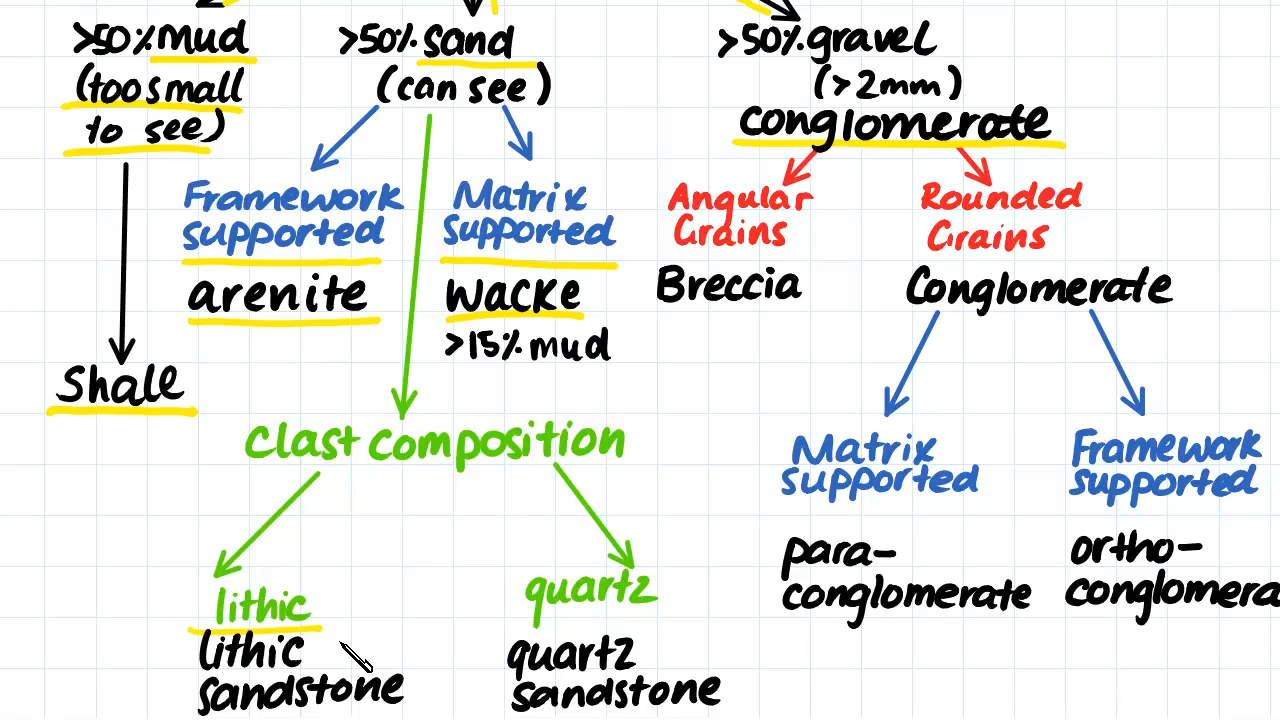 >50% mud
(too small
to see)
Shale
>50% sand
(can see)
Framework
supported
arenite
Matrix
supported
wacke
>15% mud
Clast composition
lithic
lithic
sandstone
quartz
quartz
sandstone
>50% gravel
(>2mm)
conglomerate
Angular
Grains
Breccia
Rounded
Grains
Conglomerate
Matrix
supported
para-
conglomerate
Framework
supported
ortho-
conglomera